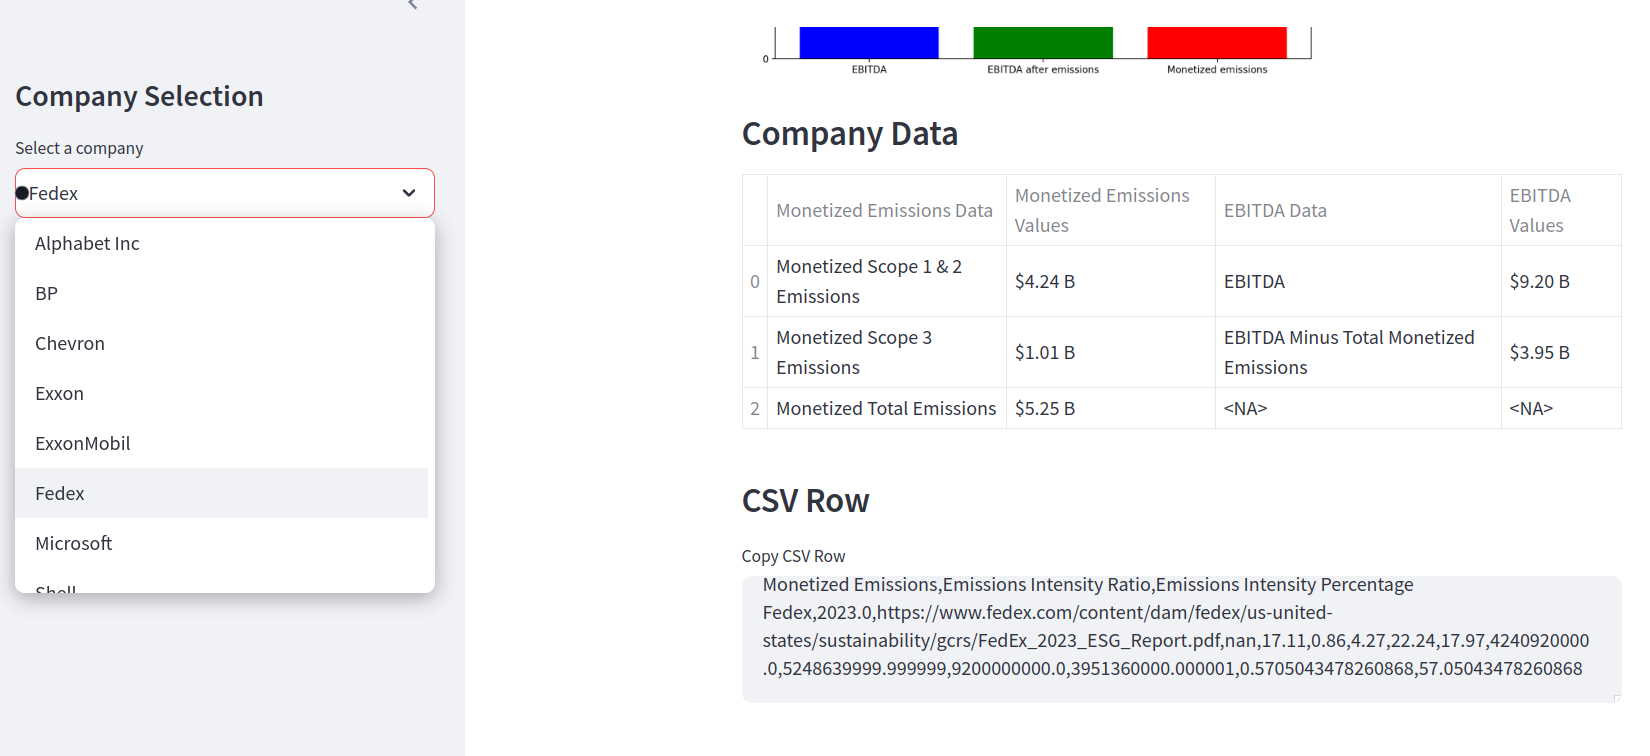 Company Selection
Select a company
Fedex
Alphabet Inc
BP
Chevron
Exxon
ExxonMobil
Fedex
Microsoft
Shell
0
EBITDA EBITDA after emissions Monetized emissions
Company Data
Monetized Emissions Data Monetized Emissions Values EBITDA Data EBITDA Values
0 Monetized Scope 1 & 2 Emissions $4.24 B EBITDA $9.20 B
1 Monetized Scope 3 Emissions $1.01 B EBITDA Minus Total Monetized Emissions $3.95 B
2 Monetized Total Emissions $5.25 B <NA> <NA>
CSV Row
Copy CSV Row
Monetized Emissions,Emissions Intensity Ratio,Emissions Intensity Percentage
Fedex,2023.0,https://www.fedex.com/content/dam/fedex/us-united-
states/sustainability/gcrs/FedEx_2023_ESG_Report.pdf,nan,17.11,0.86,4.27,22.24,17.97,4240920000
.0,5248639999.999999,9200000000.0,3951360000.000001,0.5705043478260868,57.05043478260868